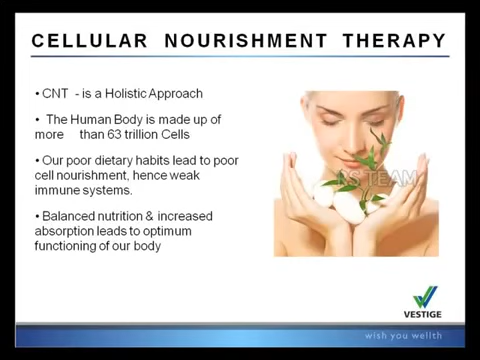 CELLULAR NOURISHMENT THERAPY
• CNT - is a Holistic Approach
• The Human Body is made up of
more than 63 trillion Cells
• Our poor dietary habits lead to poor
cell nourishment, hence weak
immune systems.
• Balanced nutrition & increased
absorption leads to optimum
functioning of our body
TEAM
VESTIGE
wish you wellth